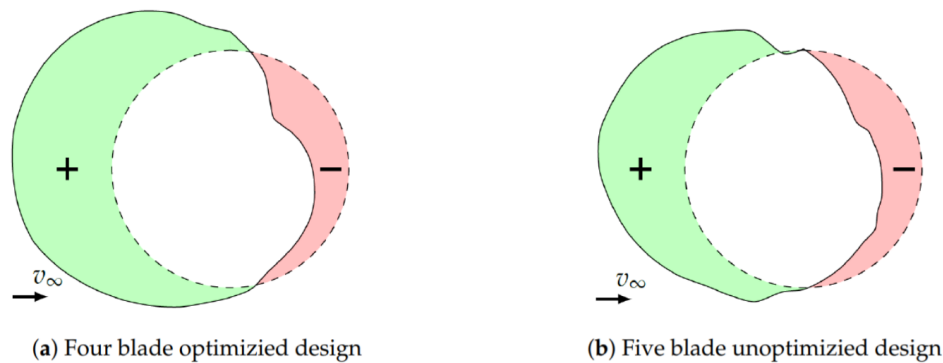 +
−
v∞
(a) Four blade optimizied design
+
−
v∞
(b) Five blade unoptimizied design